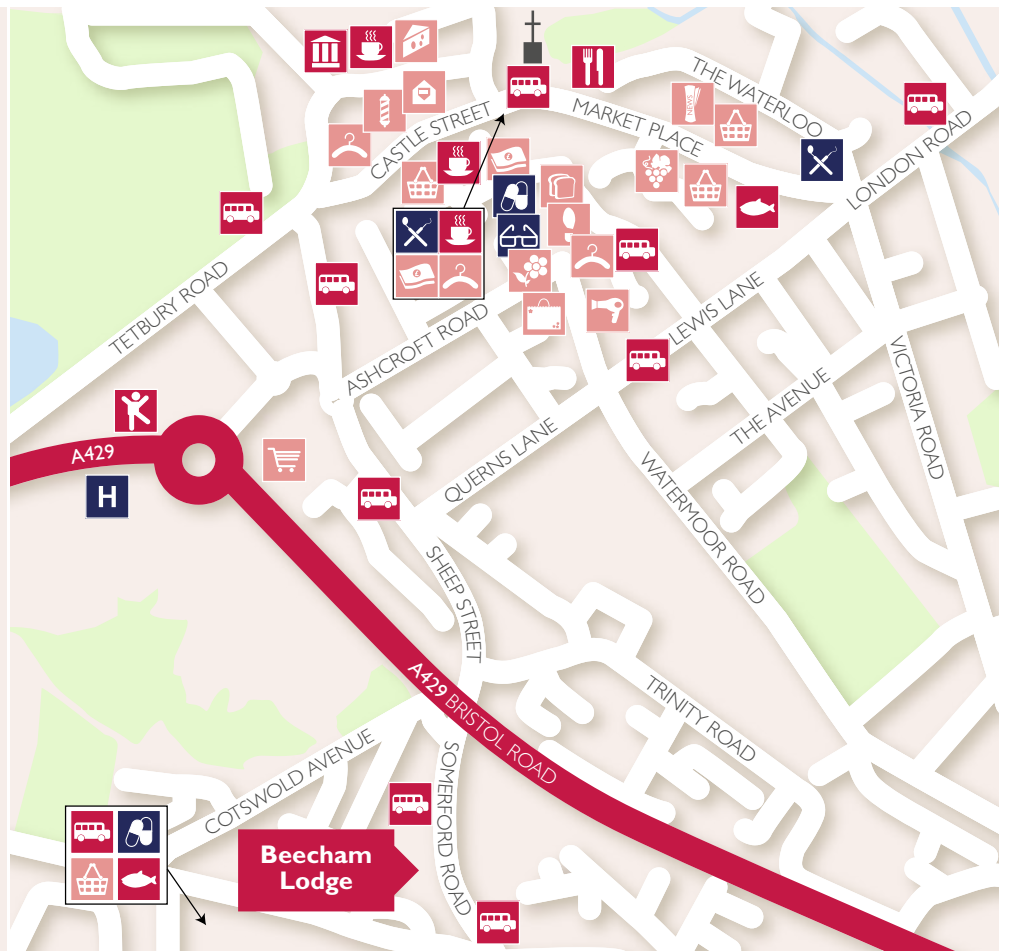 THE WATERLOO
MARKET PLACE
CASTLE STREET
NEWS
LONDON ROAD
£
£
TETBURY ROAD
ASHCROFT ROAD
LEWIS LANE
VICTORIA ROAD
THE AVENUE
A429
H
QUERNS LANE
WATERMOOR ROAD
SHEEP STREET
A429 BRISTOL ROAD
TRINITY ROAD
COTSWOLD AVENUE
SOMERFORD ROAD
Beecham
Lodge